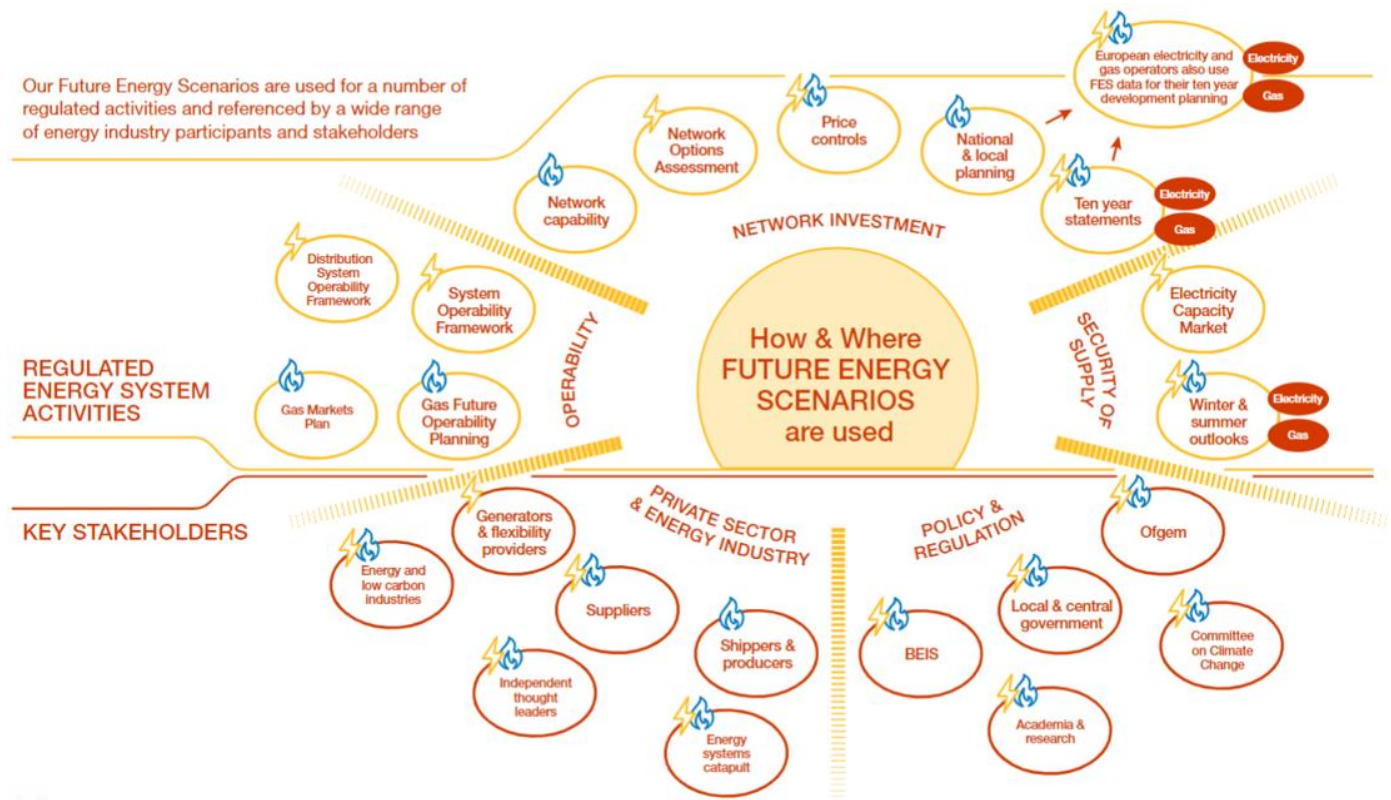 Our Future Energy Scenarios are used for a number of
regulated activities and referenced by a wide range
of energy industry participants and stakeholders
European electricity and
gas operators also use
FES data for their ten year
development planning
Electricity
Gas
Price
controls
Network
Options
Assessment
National
& local
planning
Network
capability
Ten year
statements
Electricity
Gas
NETWORK INVESTMENT
Distribution
System
Operability
Framework
System
Operability
Framework
Electricity
Capacity
Market
OPERABILITY
SECURITY OF
SUPPLY
How & Where
FUTURE ENERGY
SCENARIOS
are used
REGULATED
ENERGY SYSTEM
ACTIVITIES
Gas Markets
Plan
Gas Future
Operability
Planning
Winter &
summer
outlooks
Electricity
Gas
KEY STAKEHOLDERS
PRIVATE SECTOR
& ENERGY INDUSTRY
POLICY &
REGULATION
Generators
& flexibility
providers
Ofgem
Energy and
low carbon
industries
Suppliers
Local & central
government
Shippers &
producers
BEIS
Committee
on Climate
Change
Independent
thought
leaders
Academia &
research
Energy
systems
catapult